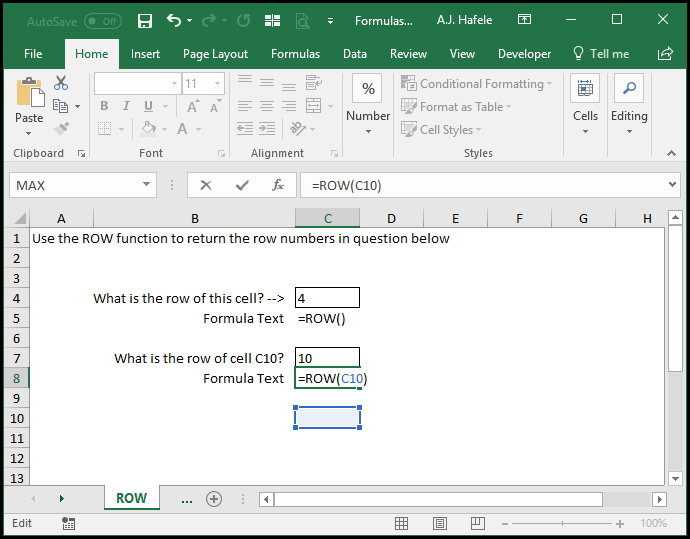 AutoSave Off Formulas... A.J. Hafele
File Home Insert Page Layout Formulas Data Review View Developer Tell me
Paste
11
B I U A A
A
%
Number
Conditional Formatting
Format as Table
Cell Styles
Cells
Editing
Clipboard Font Alignment Styles
MAX fx =ROW(C10)
A B C D E F G H
1 Use the ROW function to return the row numbers in question below
2
3
4 What is the row of this cell? --> 4
5 Formula Text =ROW()
6
7 What is the row of cell C10? 10
8 Formula Text =ROW(C10)
9
10
11
12
13
ROW ...
Edit 100%